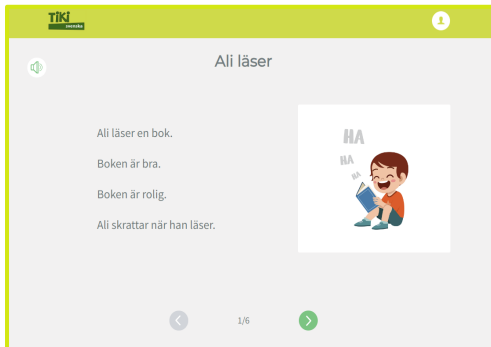 TiKi
svenska
Ali läser
Ali läser en bok.
Boken är bra.
Boken är rolig.
Ali skrattar när han läser.
HA
HA
HA
1/6